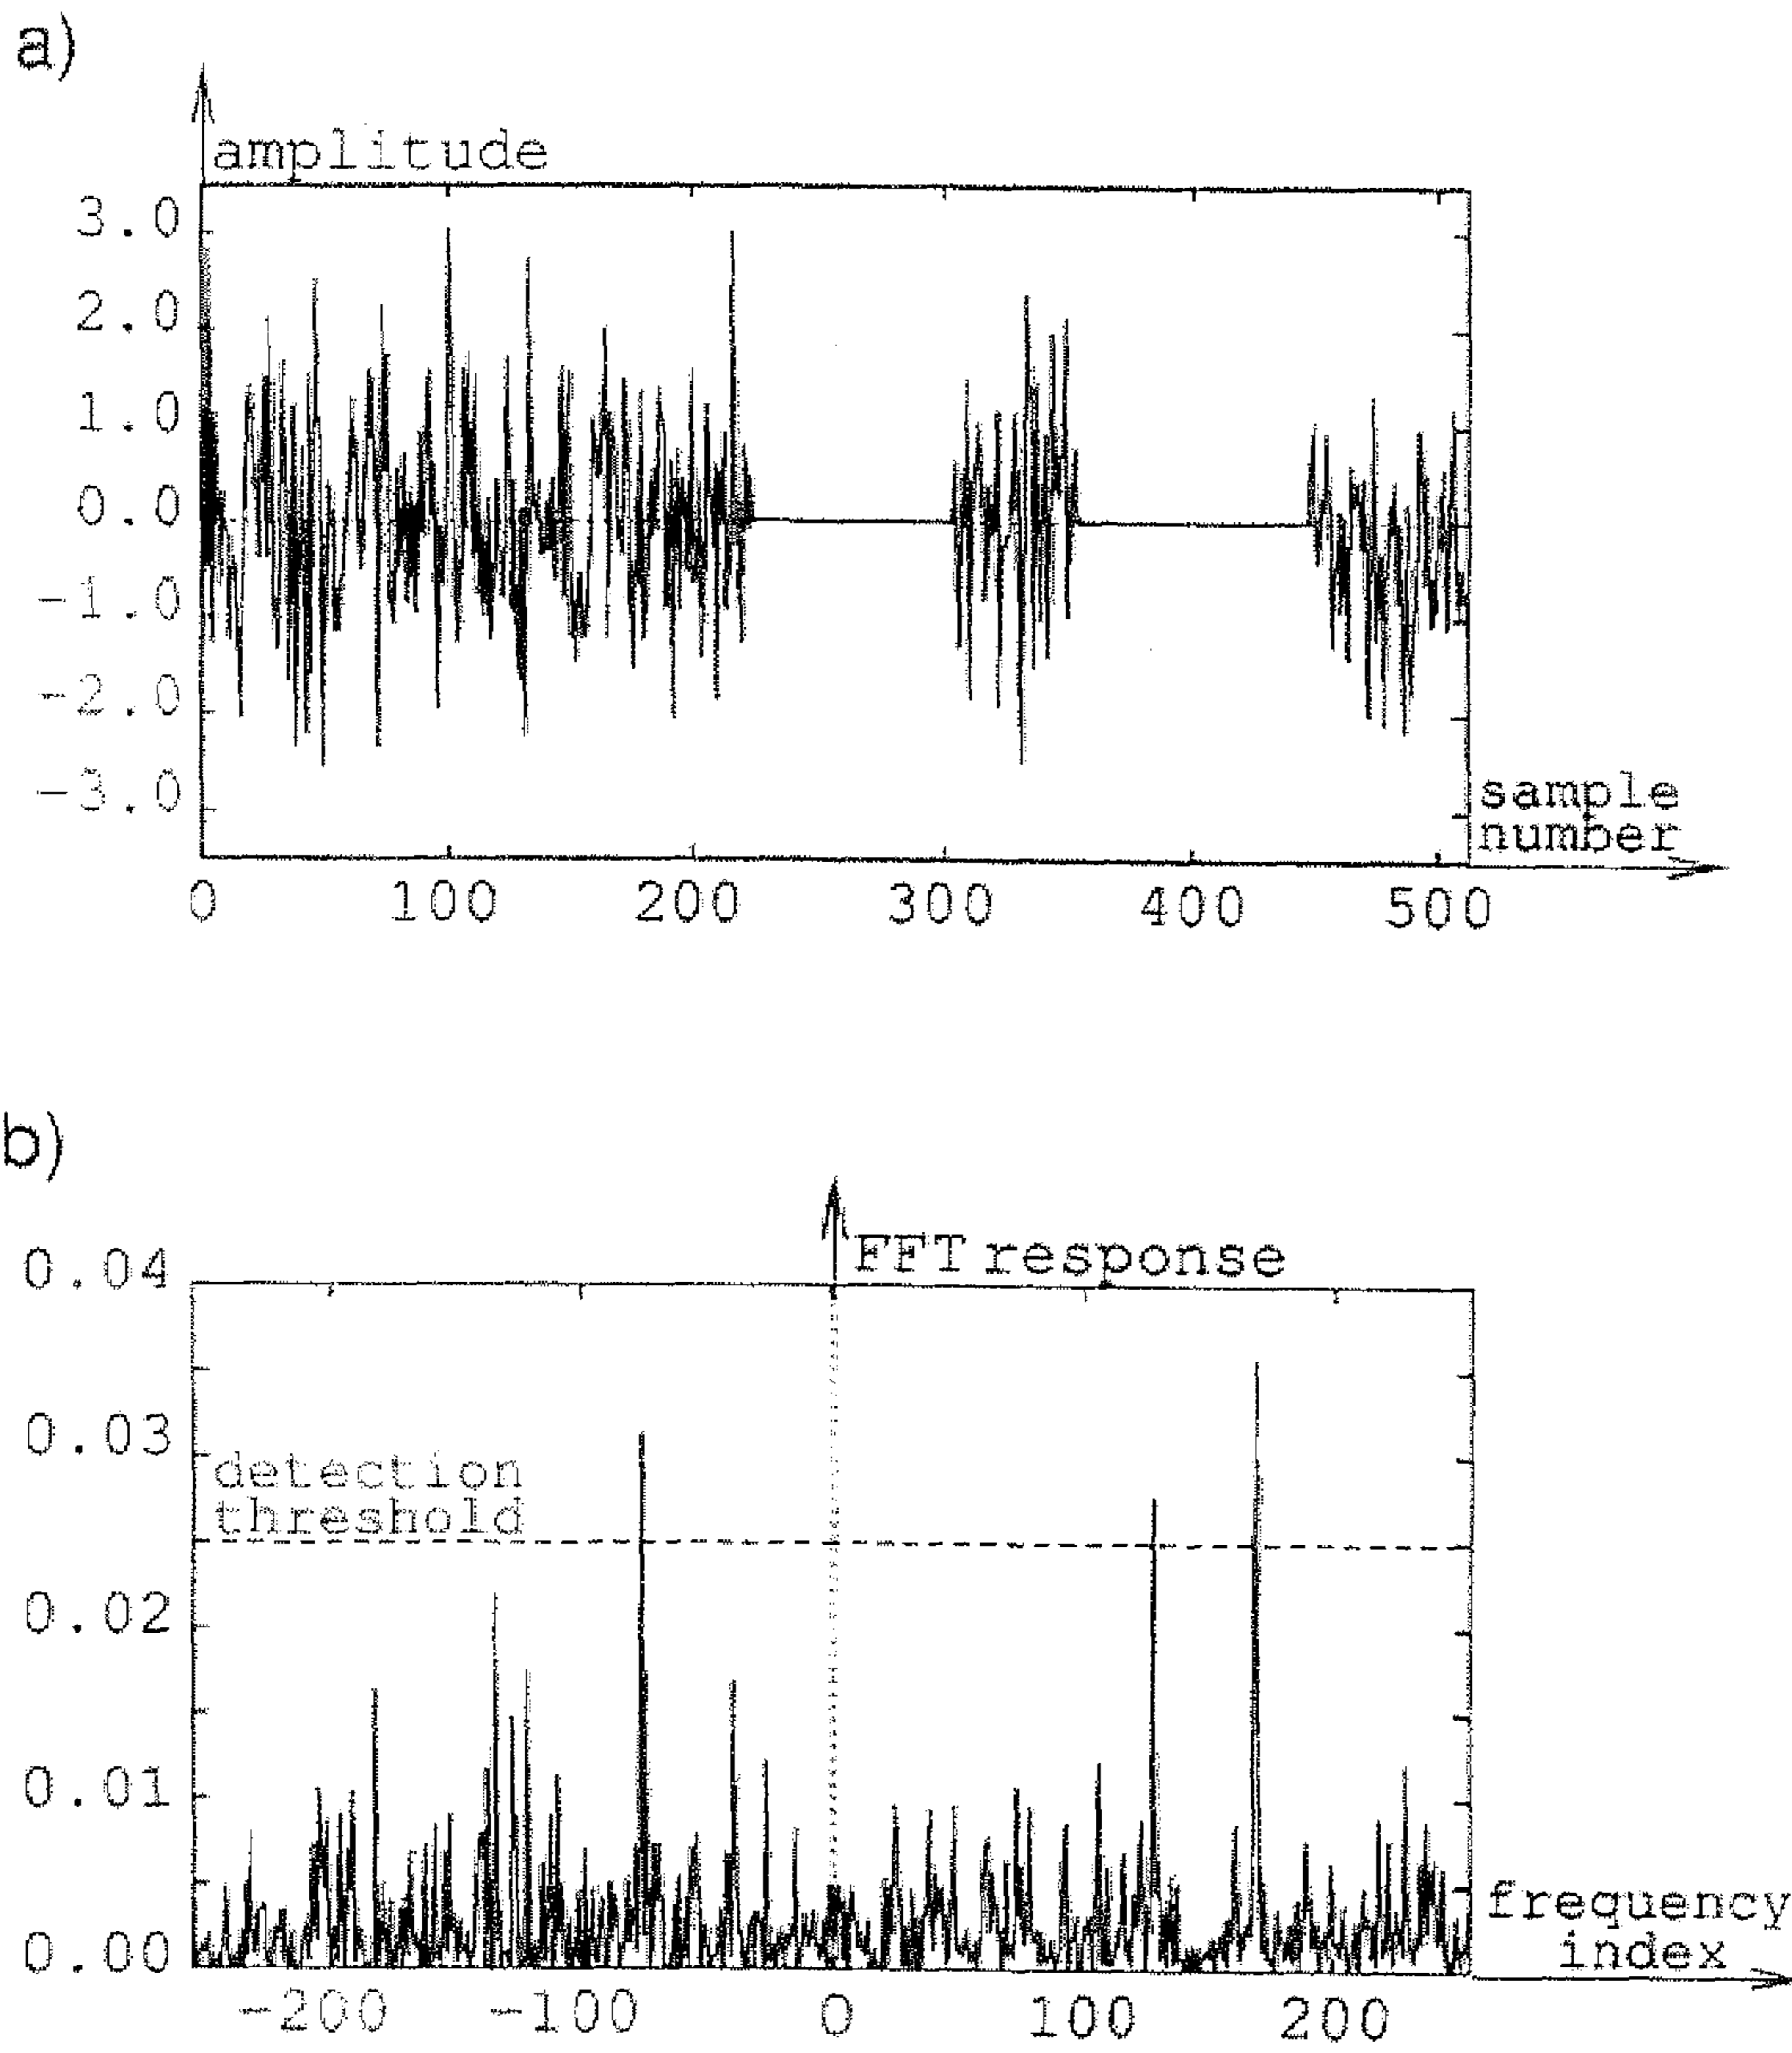 a)
amplitude
3.0
2.0
1.0
0.0
-1.0
-2.0
-3.0
sample
number
0 100 200 300 400 500
b)
FFT response
0.04
0.03
detection
threshold
0.02
0.01
0.00
frequency
index
-200 -100 0 100 200